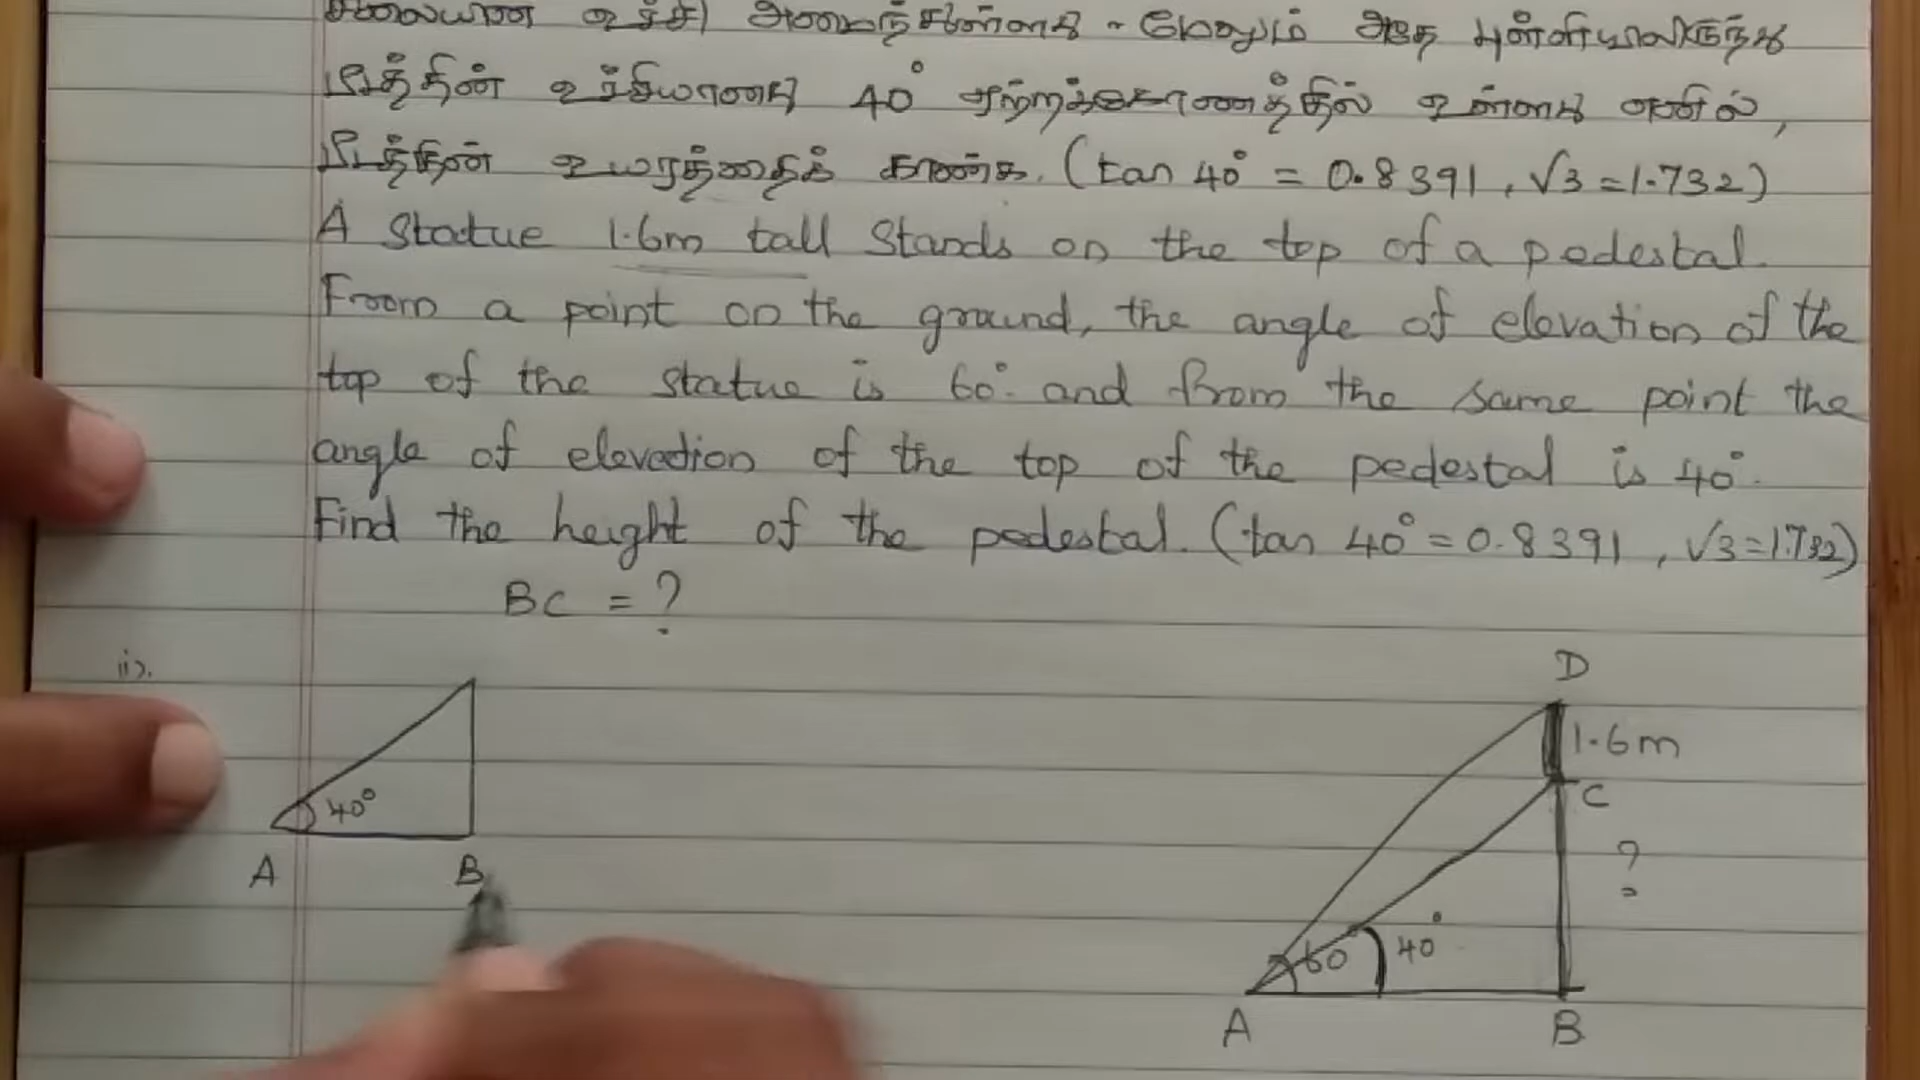 சிலையின் உச்சி அமைந்துள்ளது. மேலும் அதே புள்ளியிலிருந்து
பீடத்தின் உச்சியானது 40° ஏற்றக்கோணத்தில் உள்ளது எனில்,
பீடத்தின் உயரத்தைக் காண்க. (tan 40° = 0.8391, √3 = 1.732)
A Statue 1.6m tall Stands on the top of a pedestal.
From a point on the ground, the angle of elevation of the
top of the statue is 60° and from the same point the
angle of elevation of the top of the pedestal is 40°.
Find the height of the pedestal. (tan 40° = 0.8391, √3 = 1.732)
BC = ?
ii).
D
1.6m
C
40°
?
60 40°
A B
A B